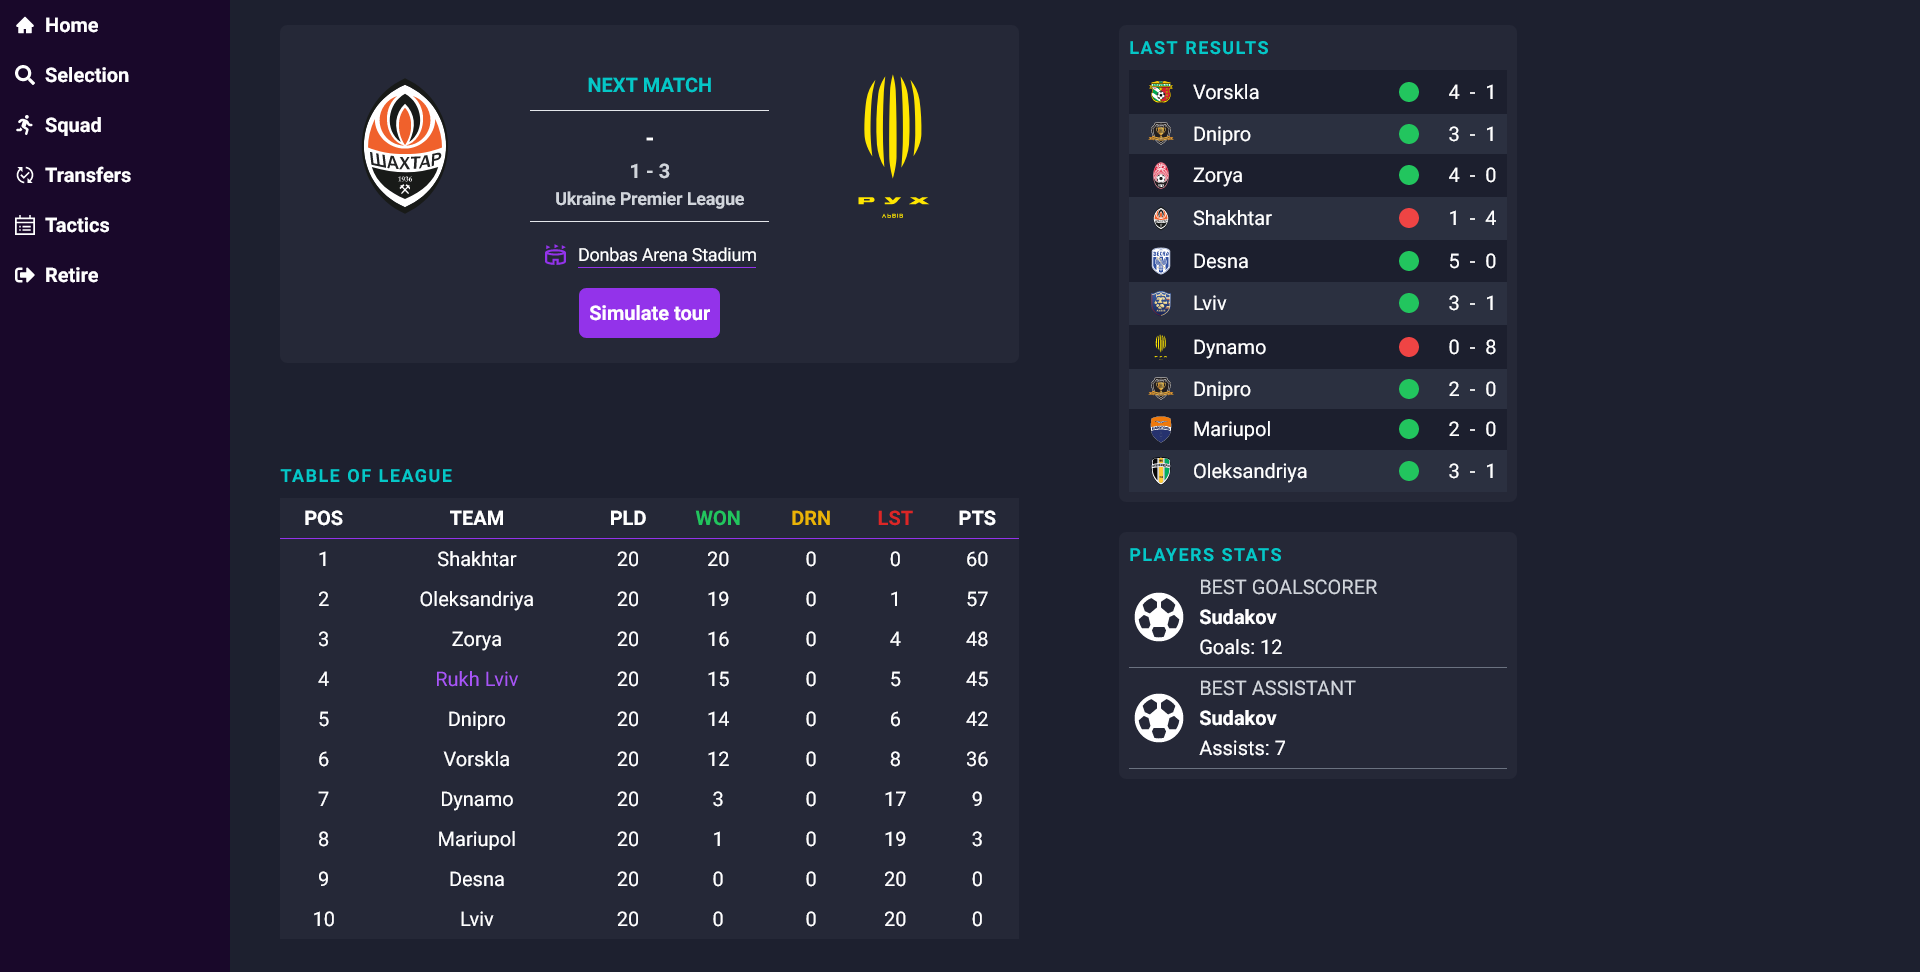 Home
Selection
Squad
Transfers
Tactics
Retire
ШАХТАР
1936
NEXT MATCH
-
1 - 3
Ukraine Premier League
Donbas Arena Stadium
Simulate tour
РУХ
ЛЬВІВ
TABLE OF LEAGUE
POS TEAM PLD WON DRN LST PTS
1 Shakhtar 20 20 0 0 60
2 Oleksandriya 20 19 0 1 57
3 Zorya 20 16 0 4 48
4 Rukh Lviv 20 15 0 5 45
5 Dnipro 20 14 0 6 42
6 Vorskla 20 12 0 8 36
7 Dynamo 20 3 0 17 9
8 Mariupol 20 1 0 19 3
9 Desna 20 0 0 20 0
10 Lviv 20 0 0 20 0
LAST RESULTS
Vorskla 4 - 1
Dnipro 3 - 1
Zorya 4 - 0
Shakhtar 1 - 4
Desna 5 - 0
Lviv 3 - 1
Dynamo 0 - 8
Dnipro 2 - 0
Mariupol 2 - 0
Oleksandriya 3 - 1
PLAYERS STATS
BEST GOALSCORER
Sudakov
Goals: 12
BEST ASSISTANT
Sudakov
Assists: 7